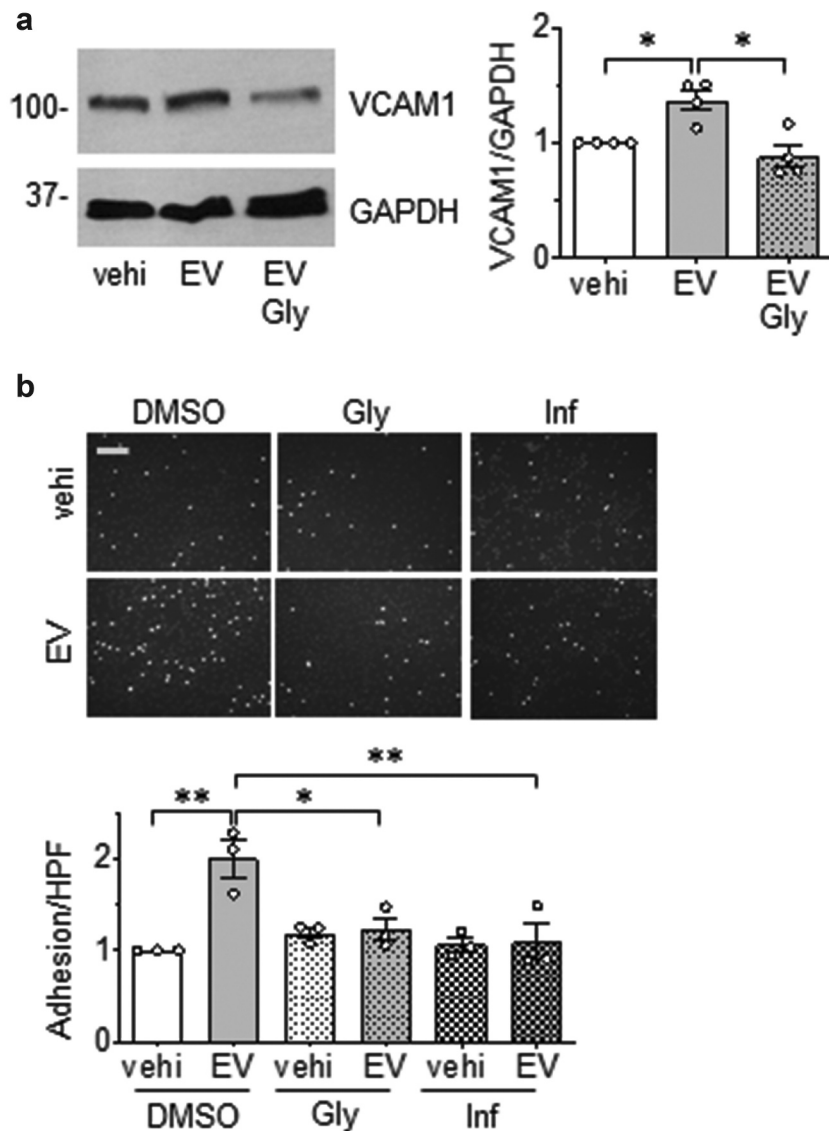 a
100-
VCAM1
37-
GAPDH
vehi EV EV
Gly
VCAM1/GAPDH
2
1
0
* *
vehi EV EV
Gly
b
DMSO Gly Inf
vehi
EV
Adhesion/HPF
2
1
0
**
** *
vehi EV vehi EV vehi EV
DMSO Gly Inf